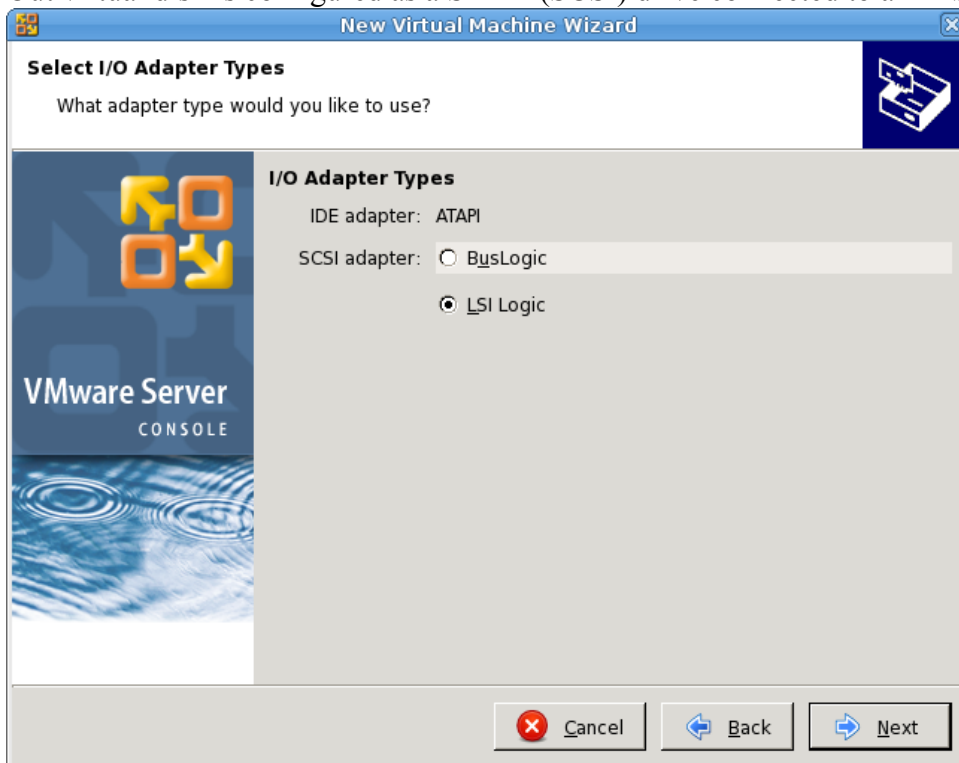 New Virtual Machine Wizard
Select I/O Adapter Types
What adapter type would you like to use?
I/O Adapter Types
IDE adapter: ATAPI
SCSI adapter: BusLogic
LSI Logic
VMware Server
CONSOLE
Cancel Back Next